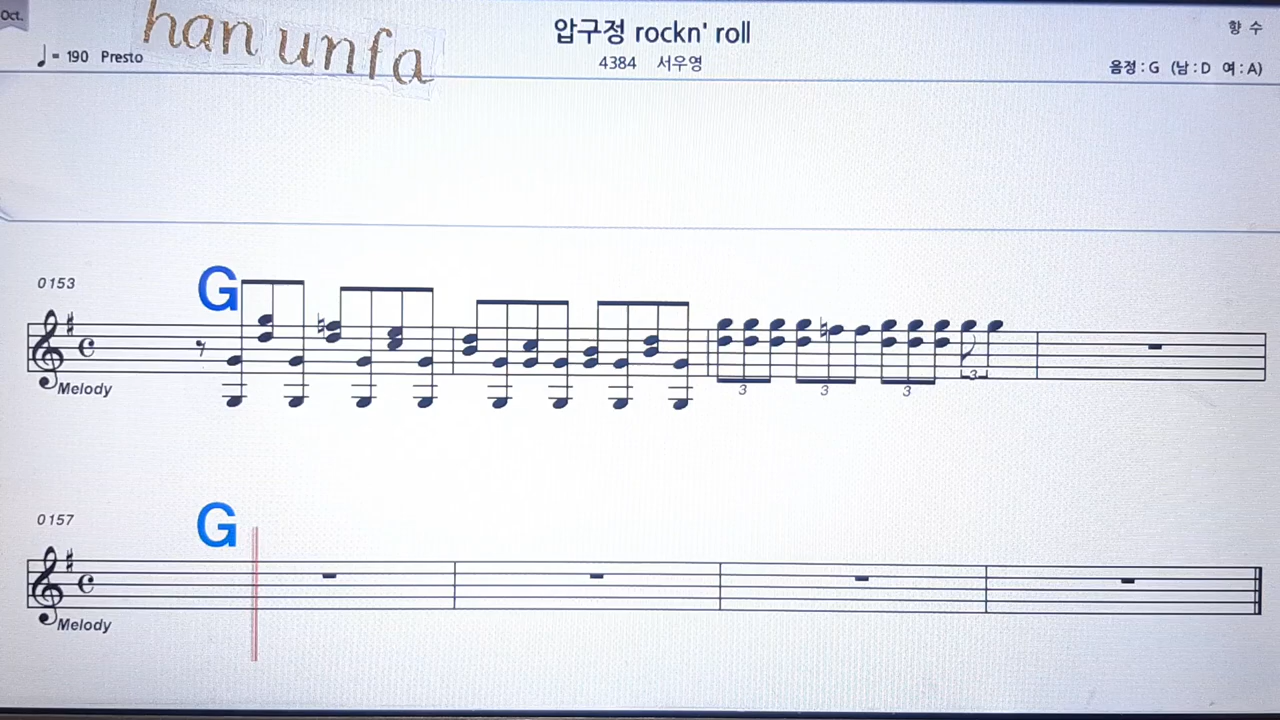 Oct.
han unfa
압구정 rockn' roll
향 수
♩ = 190 Presto
4384 서우영
음정 : G (남 : D 여 : A)
0153
G
Melody
3 3 3 3
0157
G
Melody